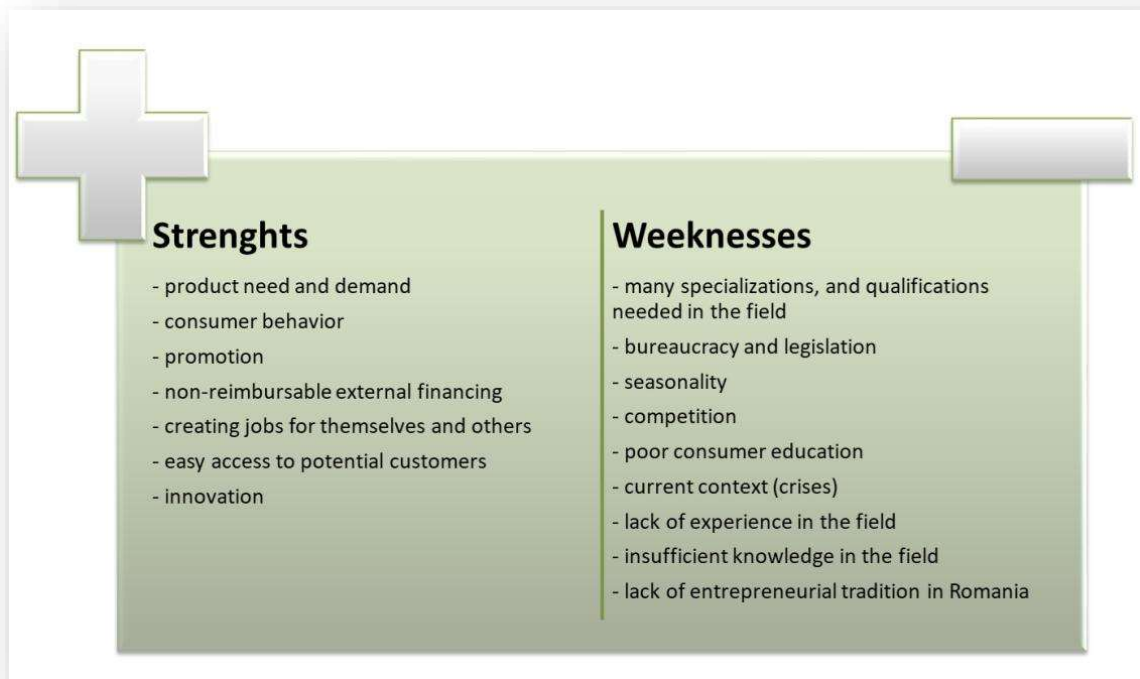 Strenghts
- product need and demand
- consumer behavior
- promotion
- non-reimbursable external financing
- creating jobs for themselves and others
- easy access to potential customers
- innovation
Weeknesses
- many specializations, and qualifications
needed in the field
- bureaucracy and legislation
- seasonality
- competition
- poor consumer education
- current context (crises)
- lack of experience in the field
- insufficient knowledge in the field
- lack of entrepreneurial tradition in Romania